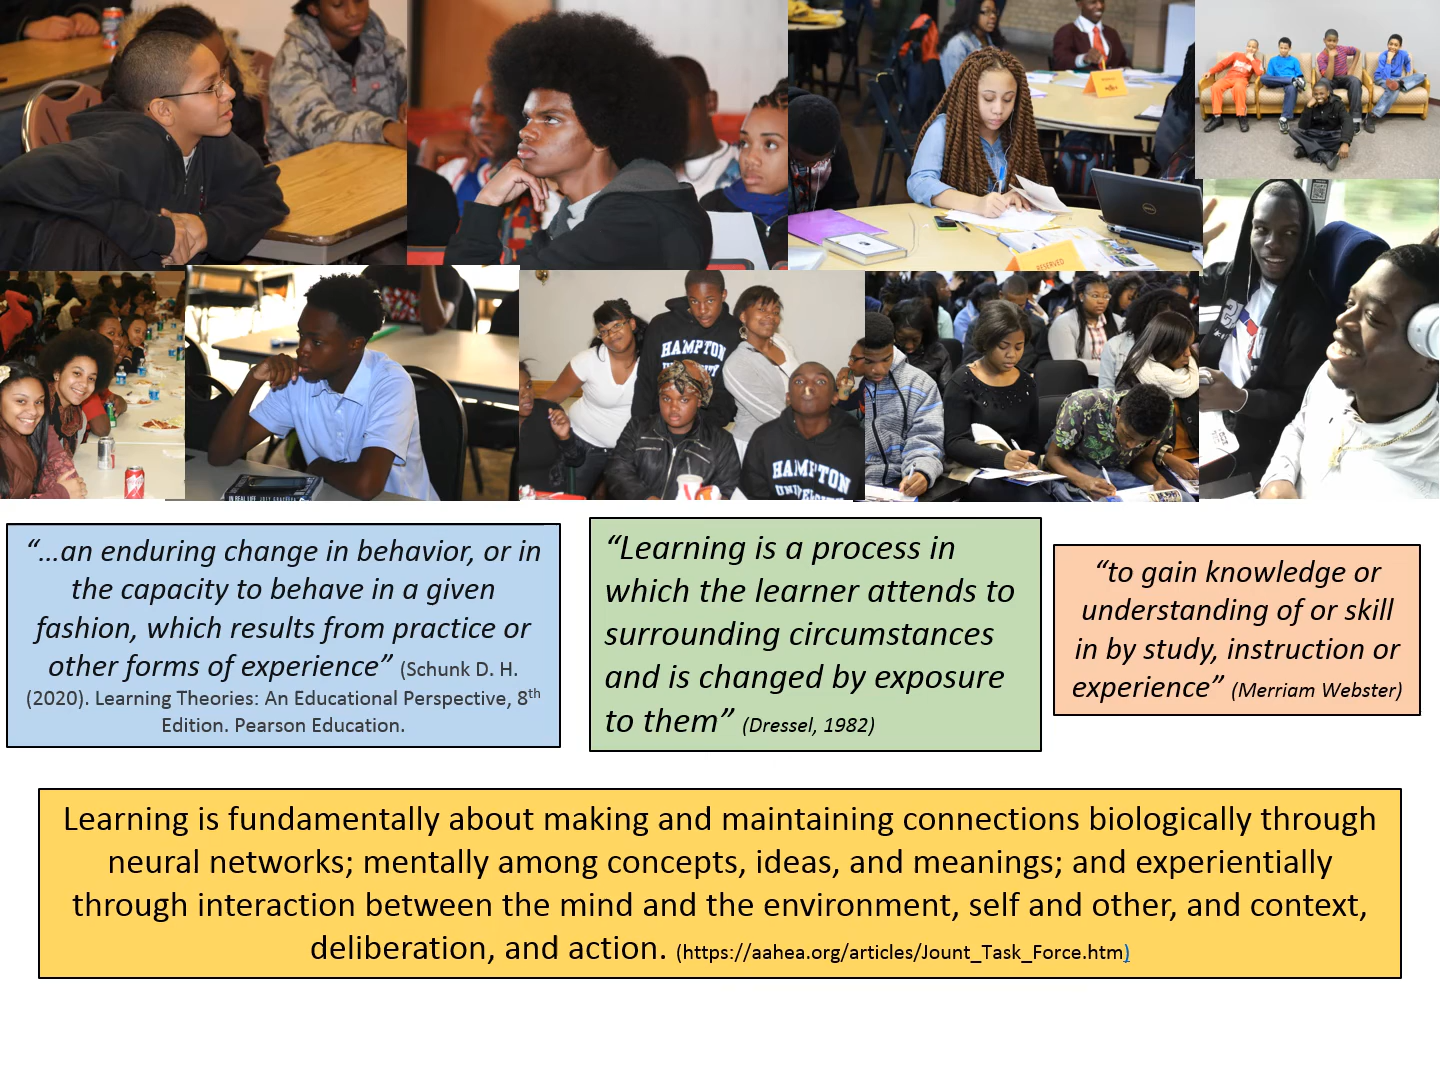 RESERVED
HAMPTON
UNIVERSITY
HAMPTON
IN REAL LIFE
“…an enduring change in behavior, or in
the capacity to behave in a given
fashion, which results from practice or
other forms of experience” (Schunk D. H.
(2020). Learning Theories: An Educational Perspective, 8th
Edition. Pearson Education.
“Learning is a process in
which the learner attends to
surrounding circumstances
and is changed by exposure
to them” (Dressel, 1982)
“to gain knowledge or
understanding of or skill
in by study, instruction or
experience” (Merriam Webster)
Learning is fundamentally about making and maintaining connections biologically through
neural networks; mentally among concepts, ideas, and meanings; and experientially
through interaction between the mind and the environment, self and other, and context,
deliberation, and action. (https://aahea.org/articles/Jount_Task_Force.htm)